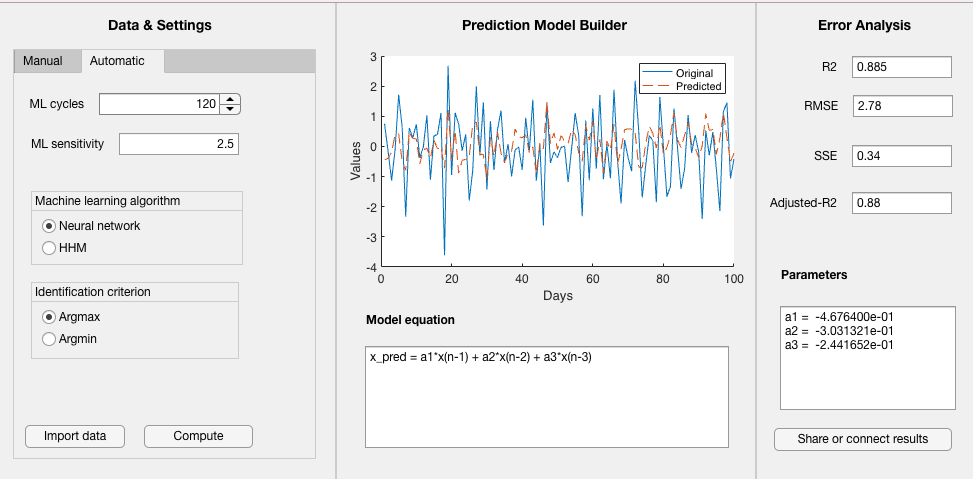 Data & Settings
Manual
Automatic
ML cycles
120
ML sensitivity
2.5
Machine learning algorithm
Neural network
HHM
Identification criterion
Argmax
Argmin
Import data
Compute
Prediction Model Builder
3
2
1
0
-1
-2
-3
-4
Values
0
20
40
60
80
100
Days
Original
Predicted
Model equation
x_pred = a1*x(n-1) + a2*x(n-2) + a3*x(n-3)
Error Analysis
R2
0.885
RMSE
2.78
SSE
0.34
Adjusted-R2
0.88
Parameters
a1 = -4.676400e-01
a2 = -3.031321e-01
a3 = -2.441652e-01
Share or connect results